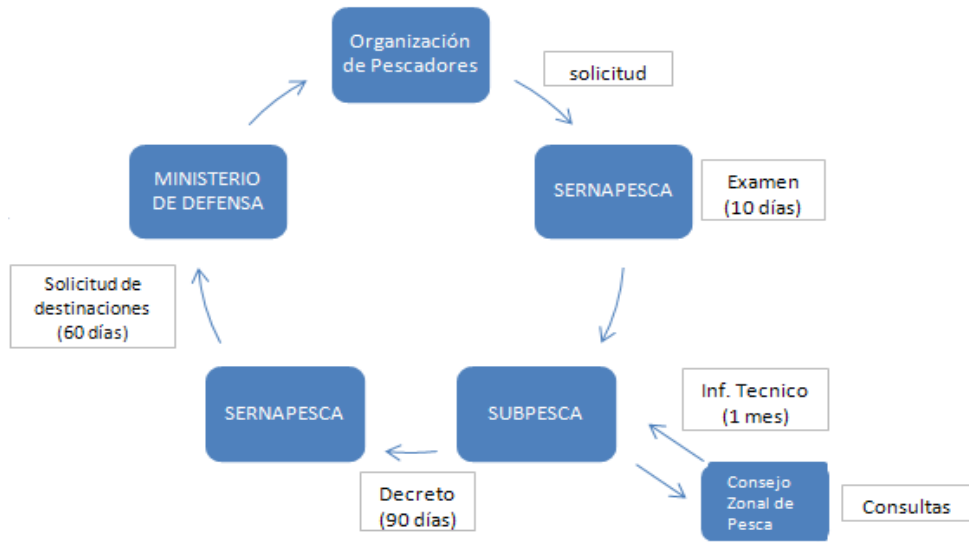 Organización
de Pescadores
solicitud
SERNAPESCA
Examen
(10 días)
SUBPESCA
Inf. Tecnico
(1 mes)
Consejo
Zonal de
Pesca
Consultas
Decreto
(90 días)
SERNAPESCA
Solicitud de
destinaciones
(60 días)
MINISTERIO
DE DEFENSA